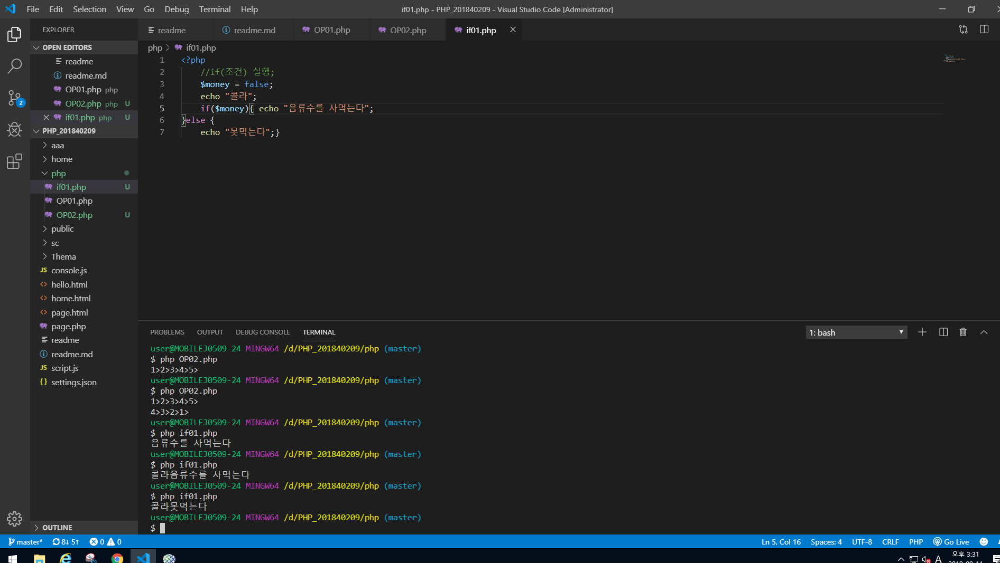 File Edit Selection View Go Debug Terminal Help
if01.php - PHP_201840209 - Visual Studio Code [Administrator]
EXPLORER
OPEN EDITORS
readme
readme.md
OP01.php php
OP02.php php U
if01.php php U
PHP_201840209
aaa
home
php
if01.php U
OP01.php
OP02.php U
public
sc
Thema
console.js
hello.html
home.html
page.html
page.php
readme
readme.md
script.js
settings.json
OUTLINE
2
readme readme.md OP01.php OP02.php if01.php
php > if01.php
1 <?php
2 //if(조건) 실행;
3 $money = false;
4 echo "콜라";
5 if($money){ echo "음류수를 사먹는다";
6 }else {
7 echo "못먹는다";}
PROBLEMS OUTPUT DEBUG CONSOLE TERMINAL
1: bash
user@MOBILEJ0509-24 MINGW64 /d/PHP_201840209/php (master)
$ php OP02.php
1>2>3>4>5>
user@MOBILEJ0509-24 MINGW64 /d/PHP_201840209/php (master)
$ php OP02.php
1>2>3>4>5>
4>3>2>1>
user@MOBILEJ0509-24 MINGW64 /d/PHP_201840209/php (master)
$ php if01.php
음류수를 사먹는다
user@MOBILEJ0509-24 MINGW64 /d/PHP_201840209/php (master)
$ php if01.php
콜라음류수를 사먹는다
user@MOBILEJ0509-24 MINGW64 /d/PHP_201840209/php (master)
$ php if01.php
콜라못먹는다
user@MOBILEJ0509-24 MINGW64 /d/PHP_201840209/php (master)
$
master* 8↓ 5↑ 0 0
Ln 5, Col 16 Spaces: 4 UTF-8 CRLF PHP Go Live
A 오후 3:31